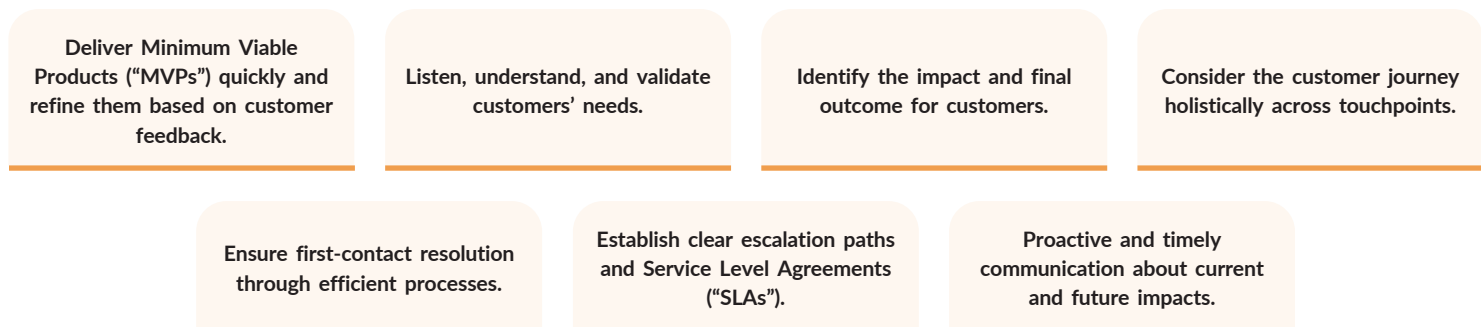 Deliver Minimum Viable
Products (“MVPs”) quickly and
refine them based on customer
feedback.
Listen, understand, and validate
customers’ needs.
Identify the impact and final
outcome for customers.
Consider the customer journey
holistically across touchpoints.
Ensure first-contact resolution
through efficient processes.
Establish clear escalation paths
and Service Level Agreements
(“SLAs”).
Proactive and timely
communication about current
and future impacts.